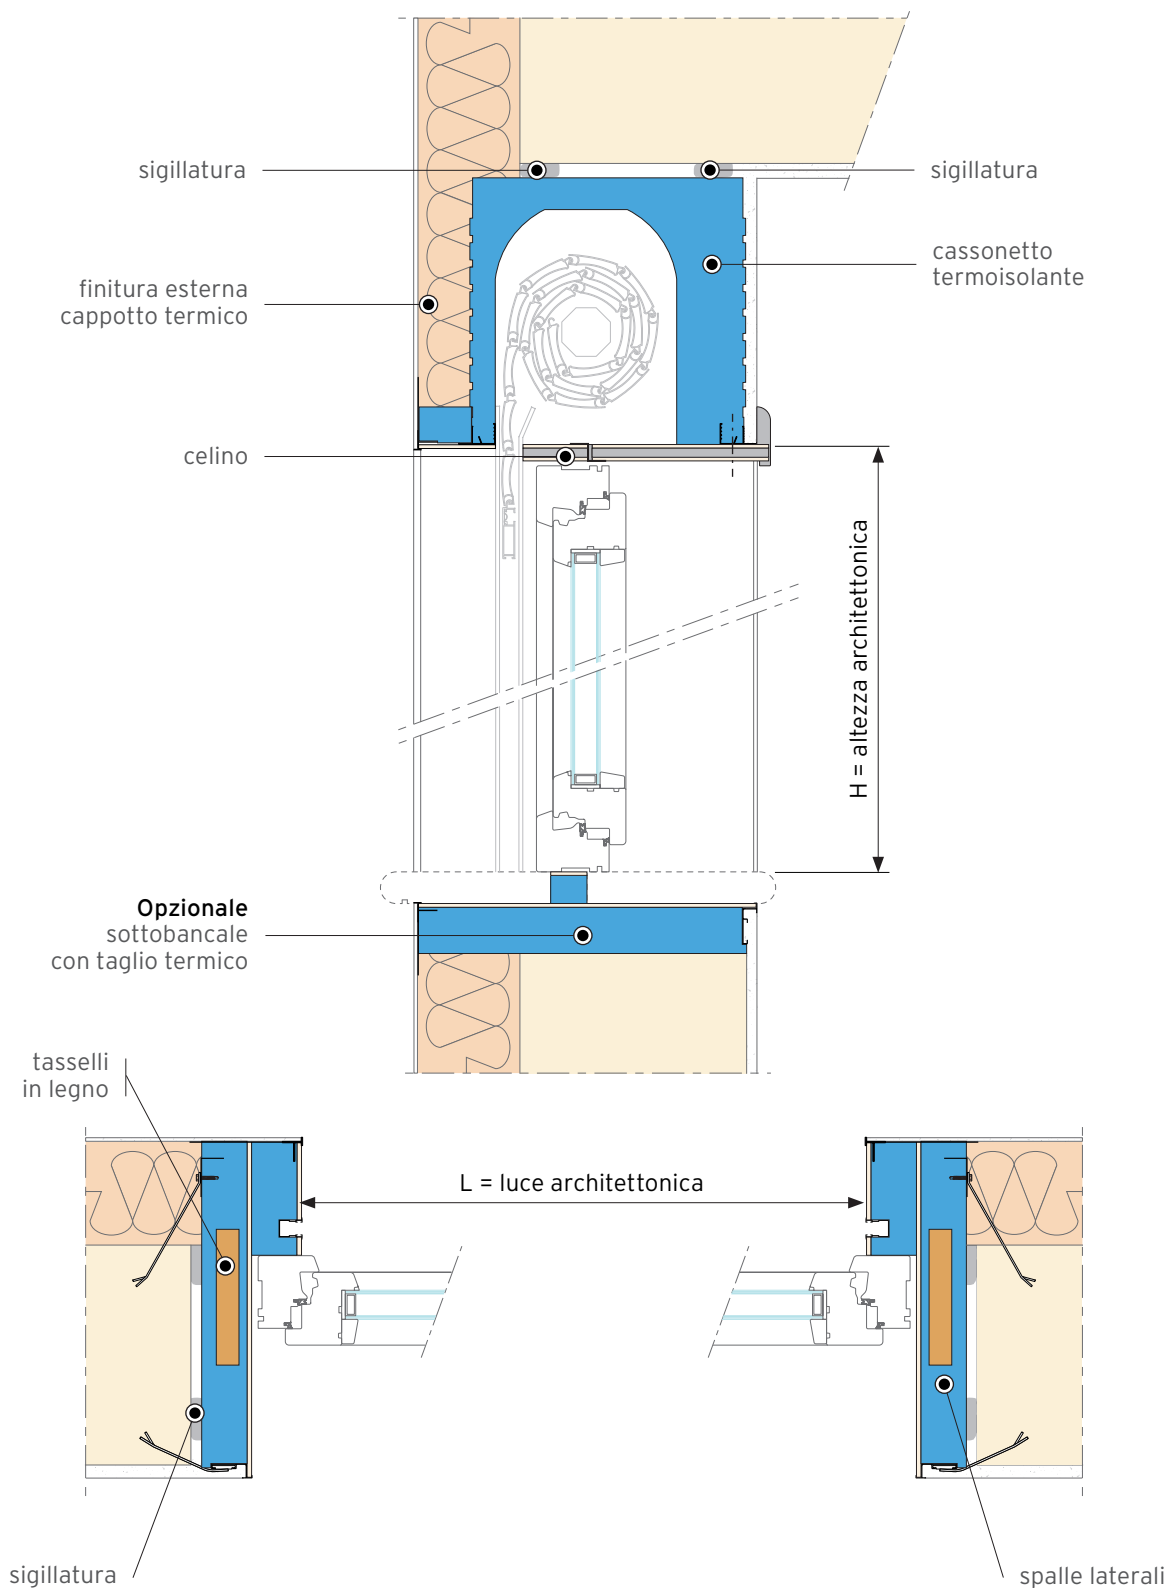 sigillatura
sigillatura
cassonetto
termoisolante
finitura esterna
cappotto termico
celino
H = altezza architettonica
Opzionale
sottobancale
con taglio termico
tasselli
in legno
L = luce architettonica
sigillatura
spalle laterali